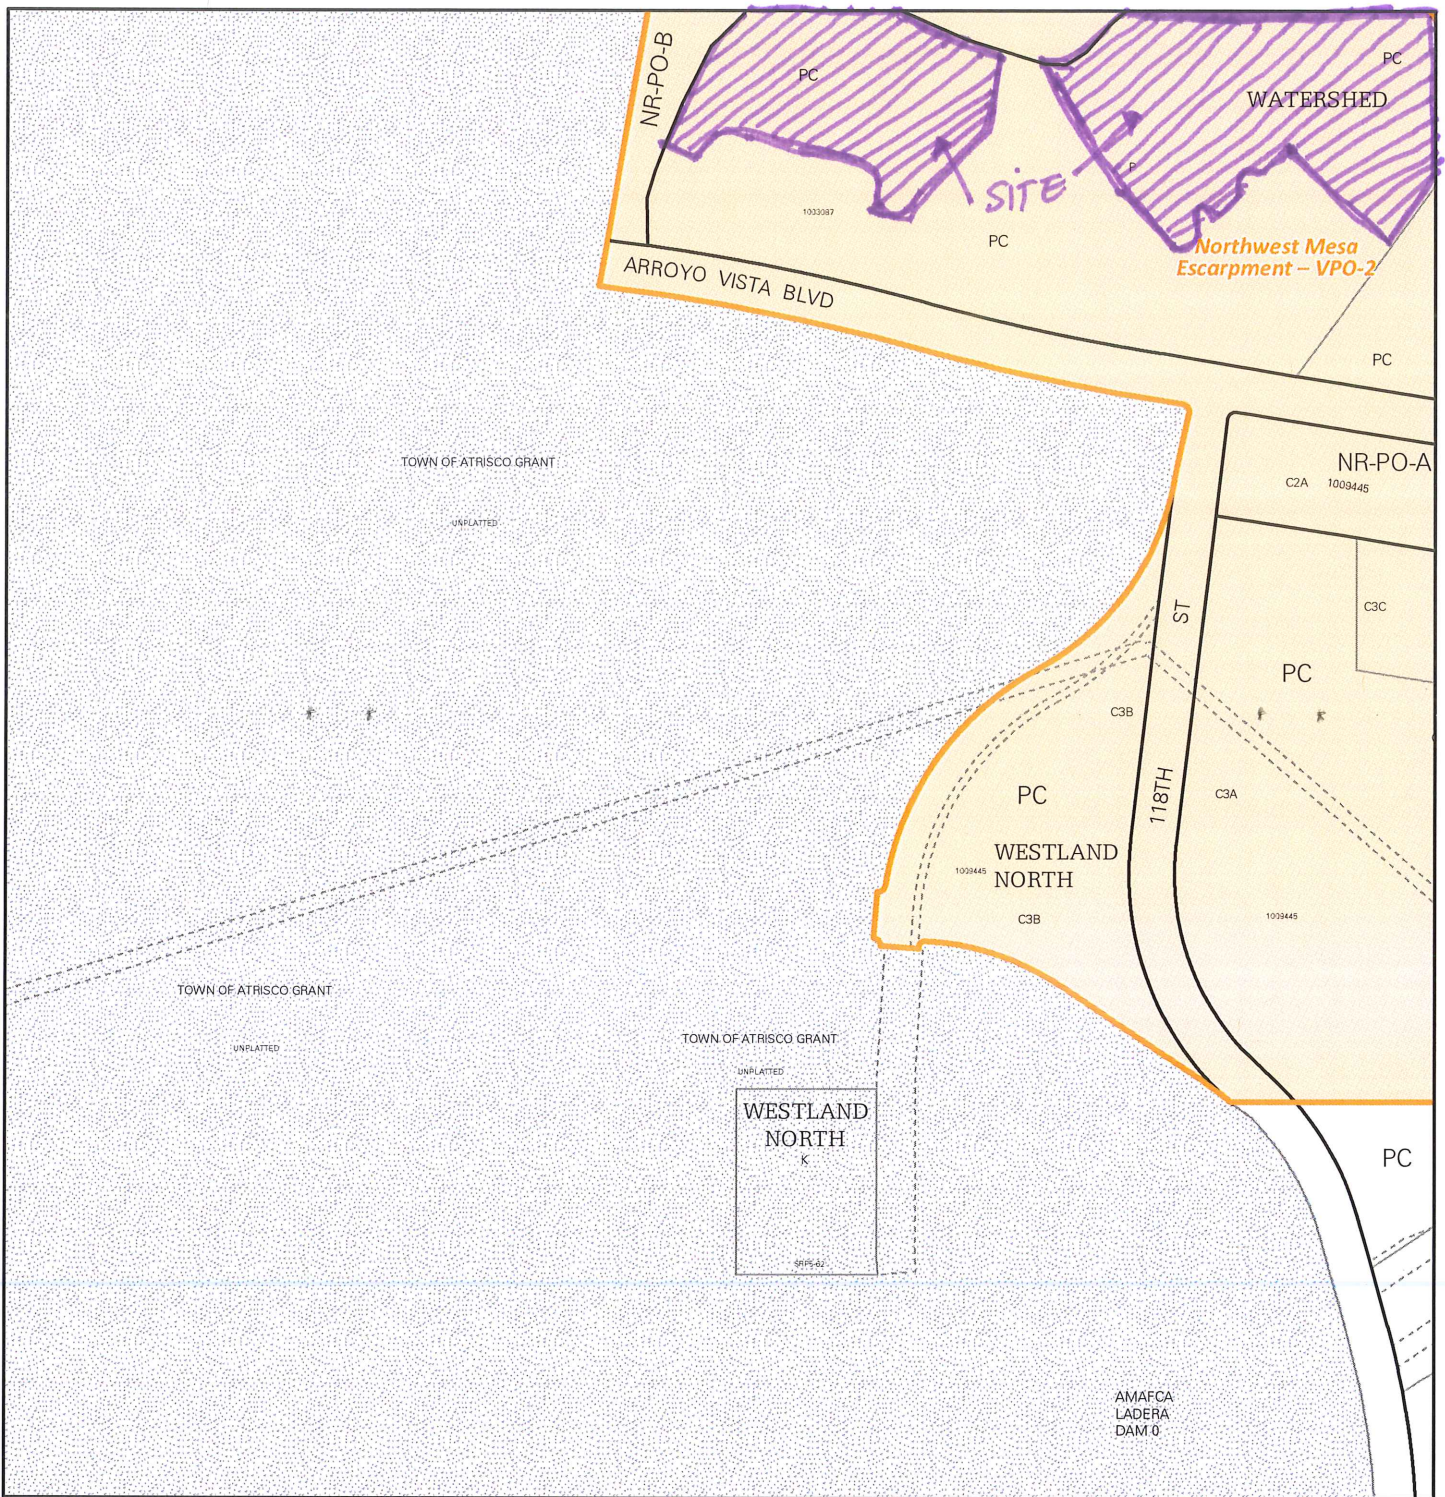 NR-PO-B
PC
PC
WATERSHED
P
SITE
1003087
PC
Northwest Mesa
Escarpment – VPO-2
ARROYO VISTA BLVD
PC
TOWN OF ATRISCO GRANT
UNPLATTED
NR-PO-A
C2A
1009445
ST
C3C
PC
C3B
PC
118TH
C3A
WESTLAND
NORTH
1009445
C3B
1009445
TOWN OF ATRISCO GRANT
UNPLATTED
TOWN OF ATRISCO GRANT
UNPLATTED
WESTLAND
NORTH
K
SRP5-62
PC
AMAFCA
LADERA
DAM 0